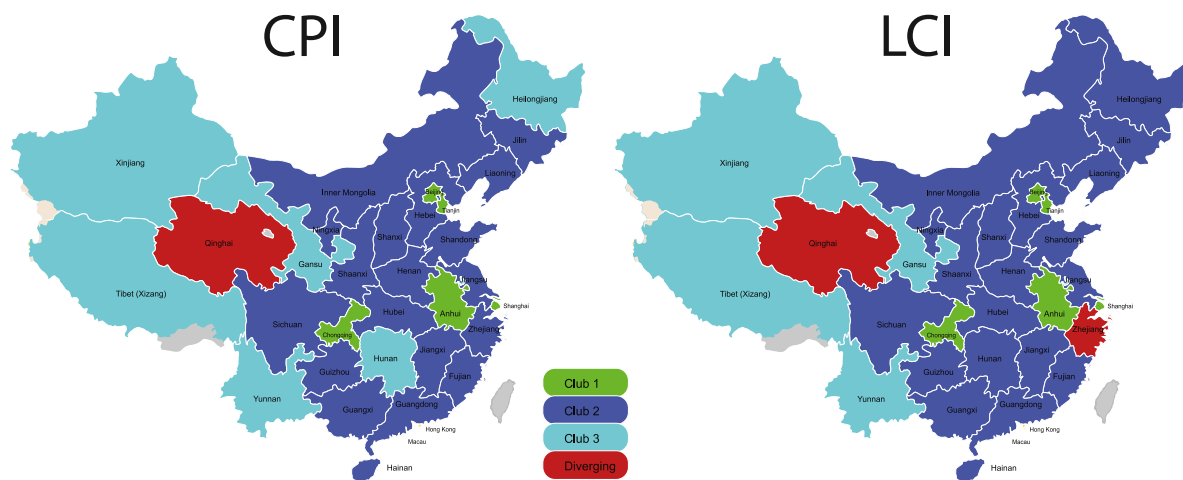 CPI
LCI
Heilongjiang
Jilin
Liaoning
Xinjiang
Inner Mongolia
Beijing
Tianjin
Hebei
Ningxia
Shanxi
Shandong
Qinghai
Gansu
Shaanxi
Henan
Jiangsu
Tibet (Xizang)
Shanghai
Anhui
Hubei
Sichuan
Chongqing
Zhejiang
Hunan
Jiangxi
Guizhou
Fujian
Yunnan
Guangxi
Guangdong
Hong Kong
Macau
Hainan
Club 1
Club 2
Club 3
Diverging
Heilongjiang
Jilin
Liaoning
Xinjiang
Inner Mongolia
Beijing
Tianjin
Hebei
Ningxia
Shanxi
Shandong
Qinghai
Gansu
Shaanxi
Henan
Jiangsu
Tibet (Xizang)
Shanghai
Anhui
Hubei
Sichuan
Chongqing
Zhejiang
Hunan
Jiangxi
Guizhou
Fujian
Yunnan
Guangxi
Guangdong
Hong Kong
Macau
Hainan